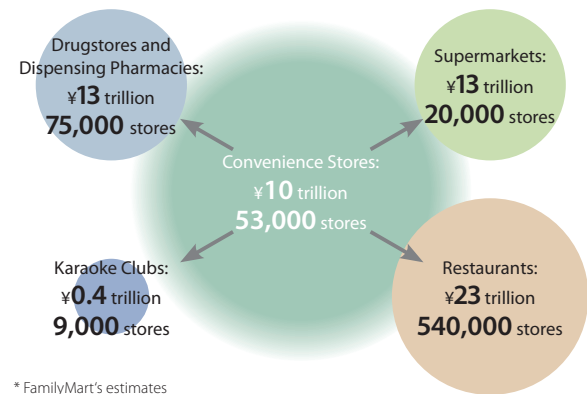 Drugstores and
Dispensing Pharmacies:
¥13 trillion
75,000 stores
Supermarkets:
¥13 trillion
20,000 stores
Convenience Stores:
¥10 trillion
53,000 stores
Karaoke Clubs:
¥0.4 trillion
9,000 stores
Restaurants:
¥23 trillion
540,000 stores
* FamilyMart’s estimates